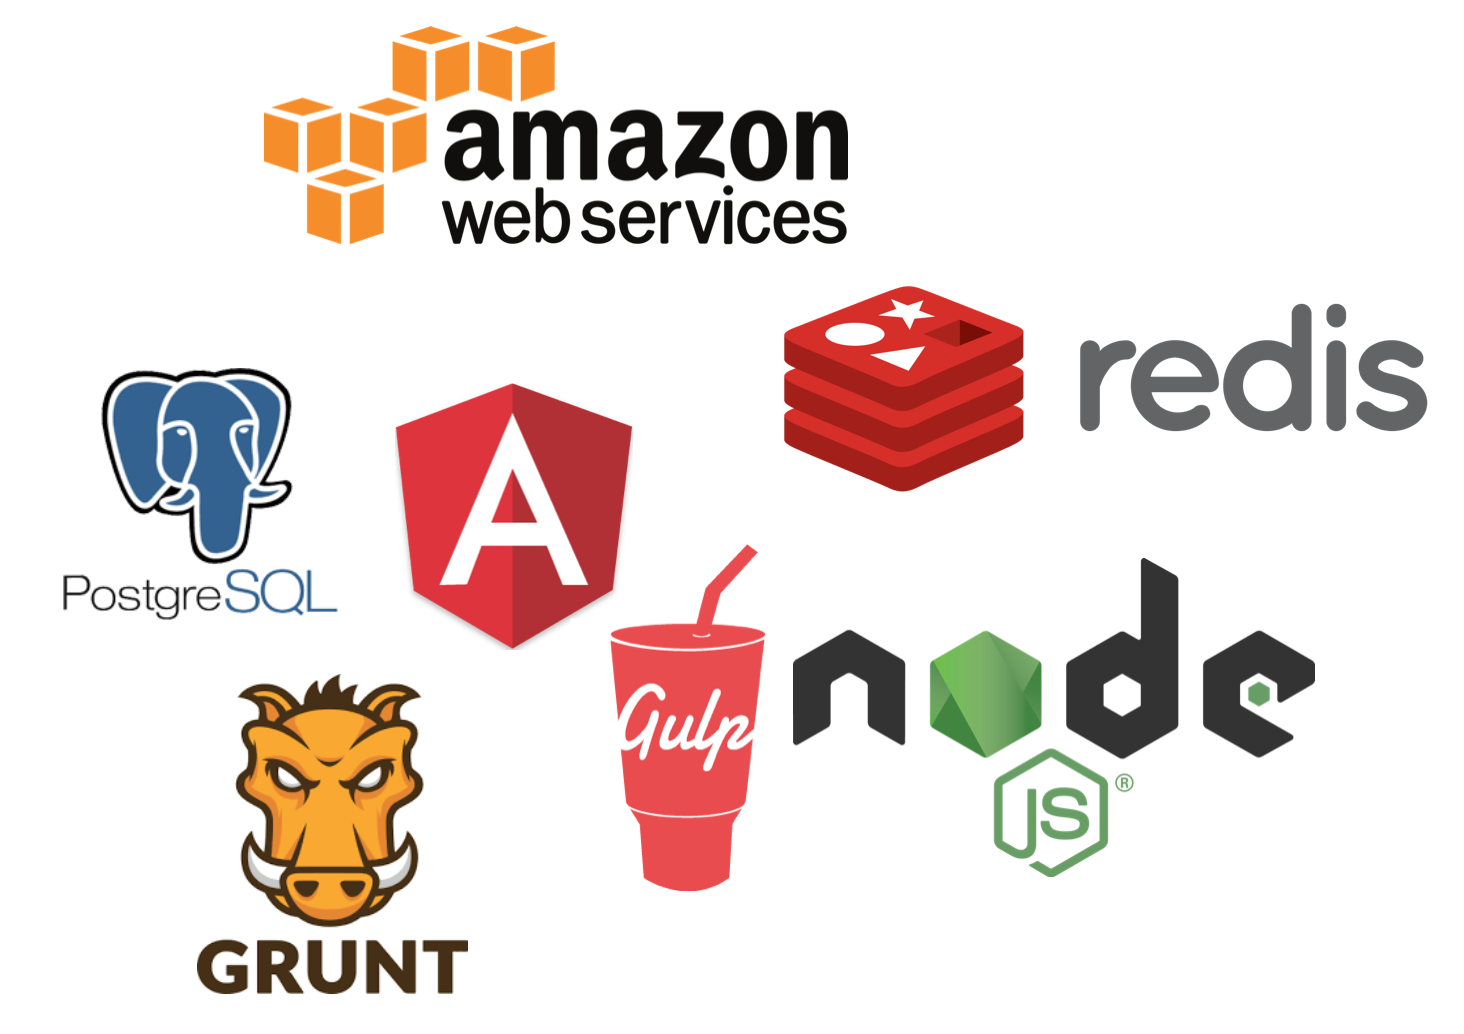 amazon
web services
redis
PostgreSQL
A
Gulp
node
JS®
GRUNT